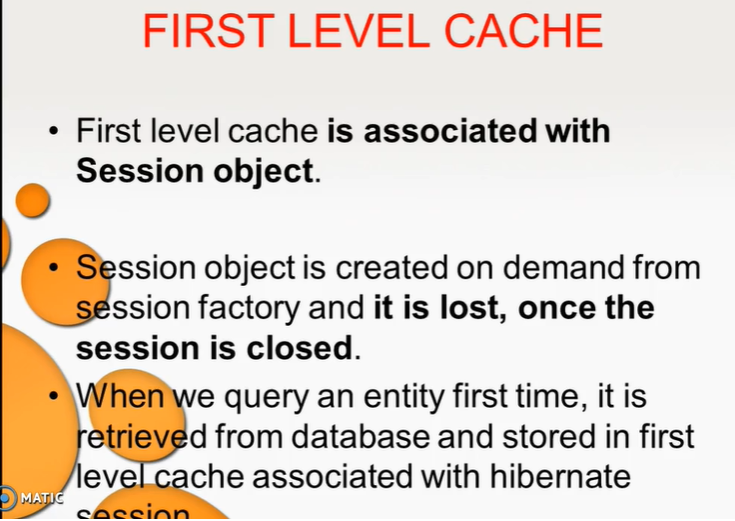 FIRST LEVEL CACHE
• First level cache is associated with
Session object.
• Session object is created on demand from
session factory and it is lost, once the
session is closed.
• When we query an entity first time, it is
retrieved from database and stored in first
level cache associated with hibernate
session
MATIC